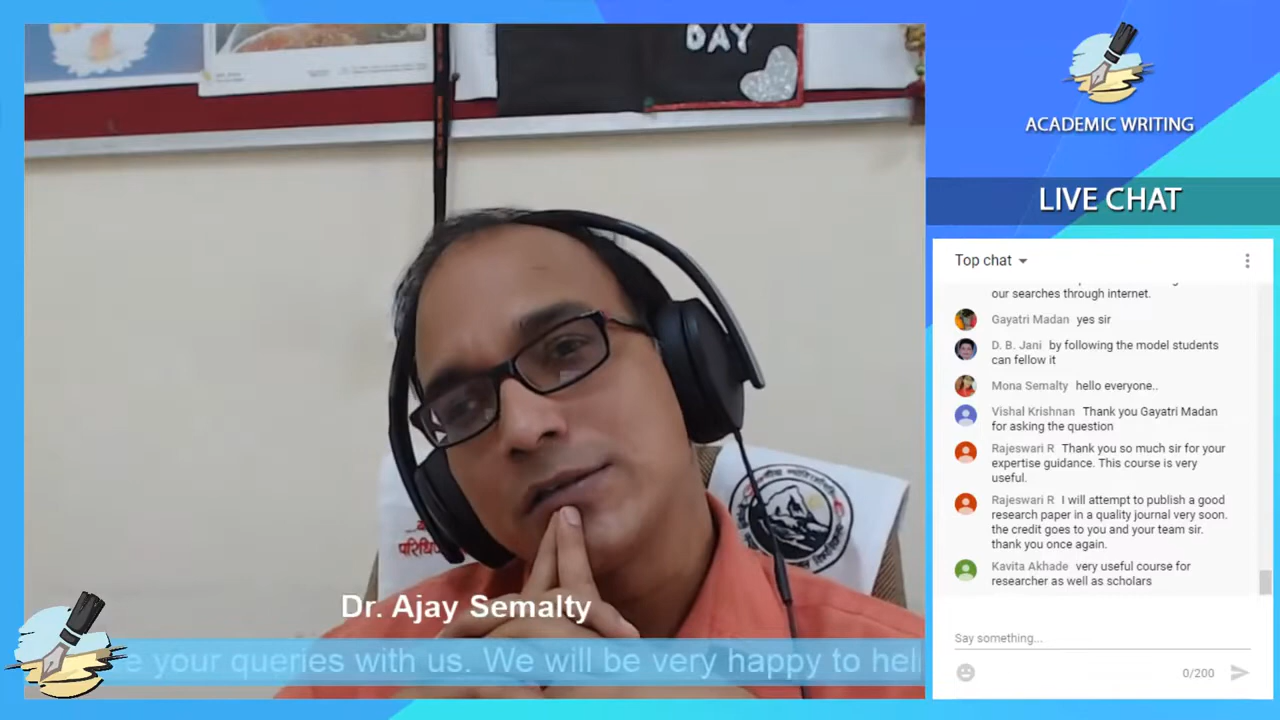 DAY
परिधि
Dr. Ajay Semalty
e your queries with us. We will be very happy to hel
ACADEMIC WRITING
LIVE CHAT
Top chat
our searches through internet.
Gayatri Madan yes sir
D. B. Jani by following the model students
can fellow it
Mona Semalty hello everyone..
Vishal Krishnan Thank you Gayatri Madan
for asking the question
Rajeswari R Thank you so much sir for your
expertise guidance. This course is very
useful.
Rajeswari R I will attempt to publish a good
research paper in a quality journal very soon.
the credit goes to you and your team sir.
thank you once again.
Kavita Akhade very useful course for
researcher as well as scholars
Say something...
0/200